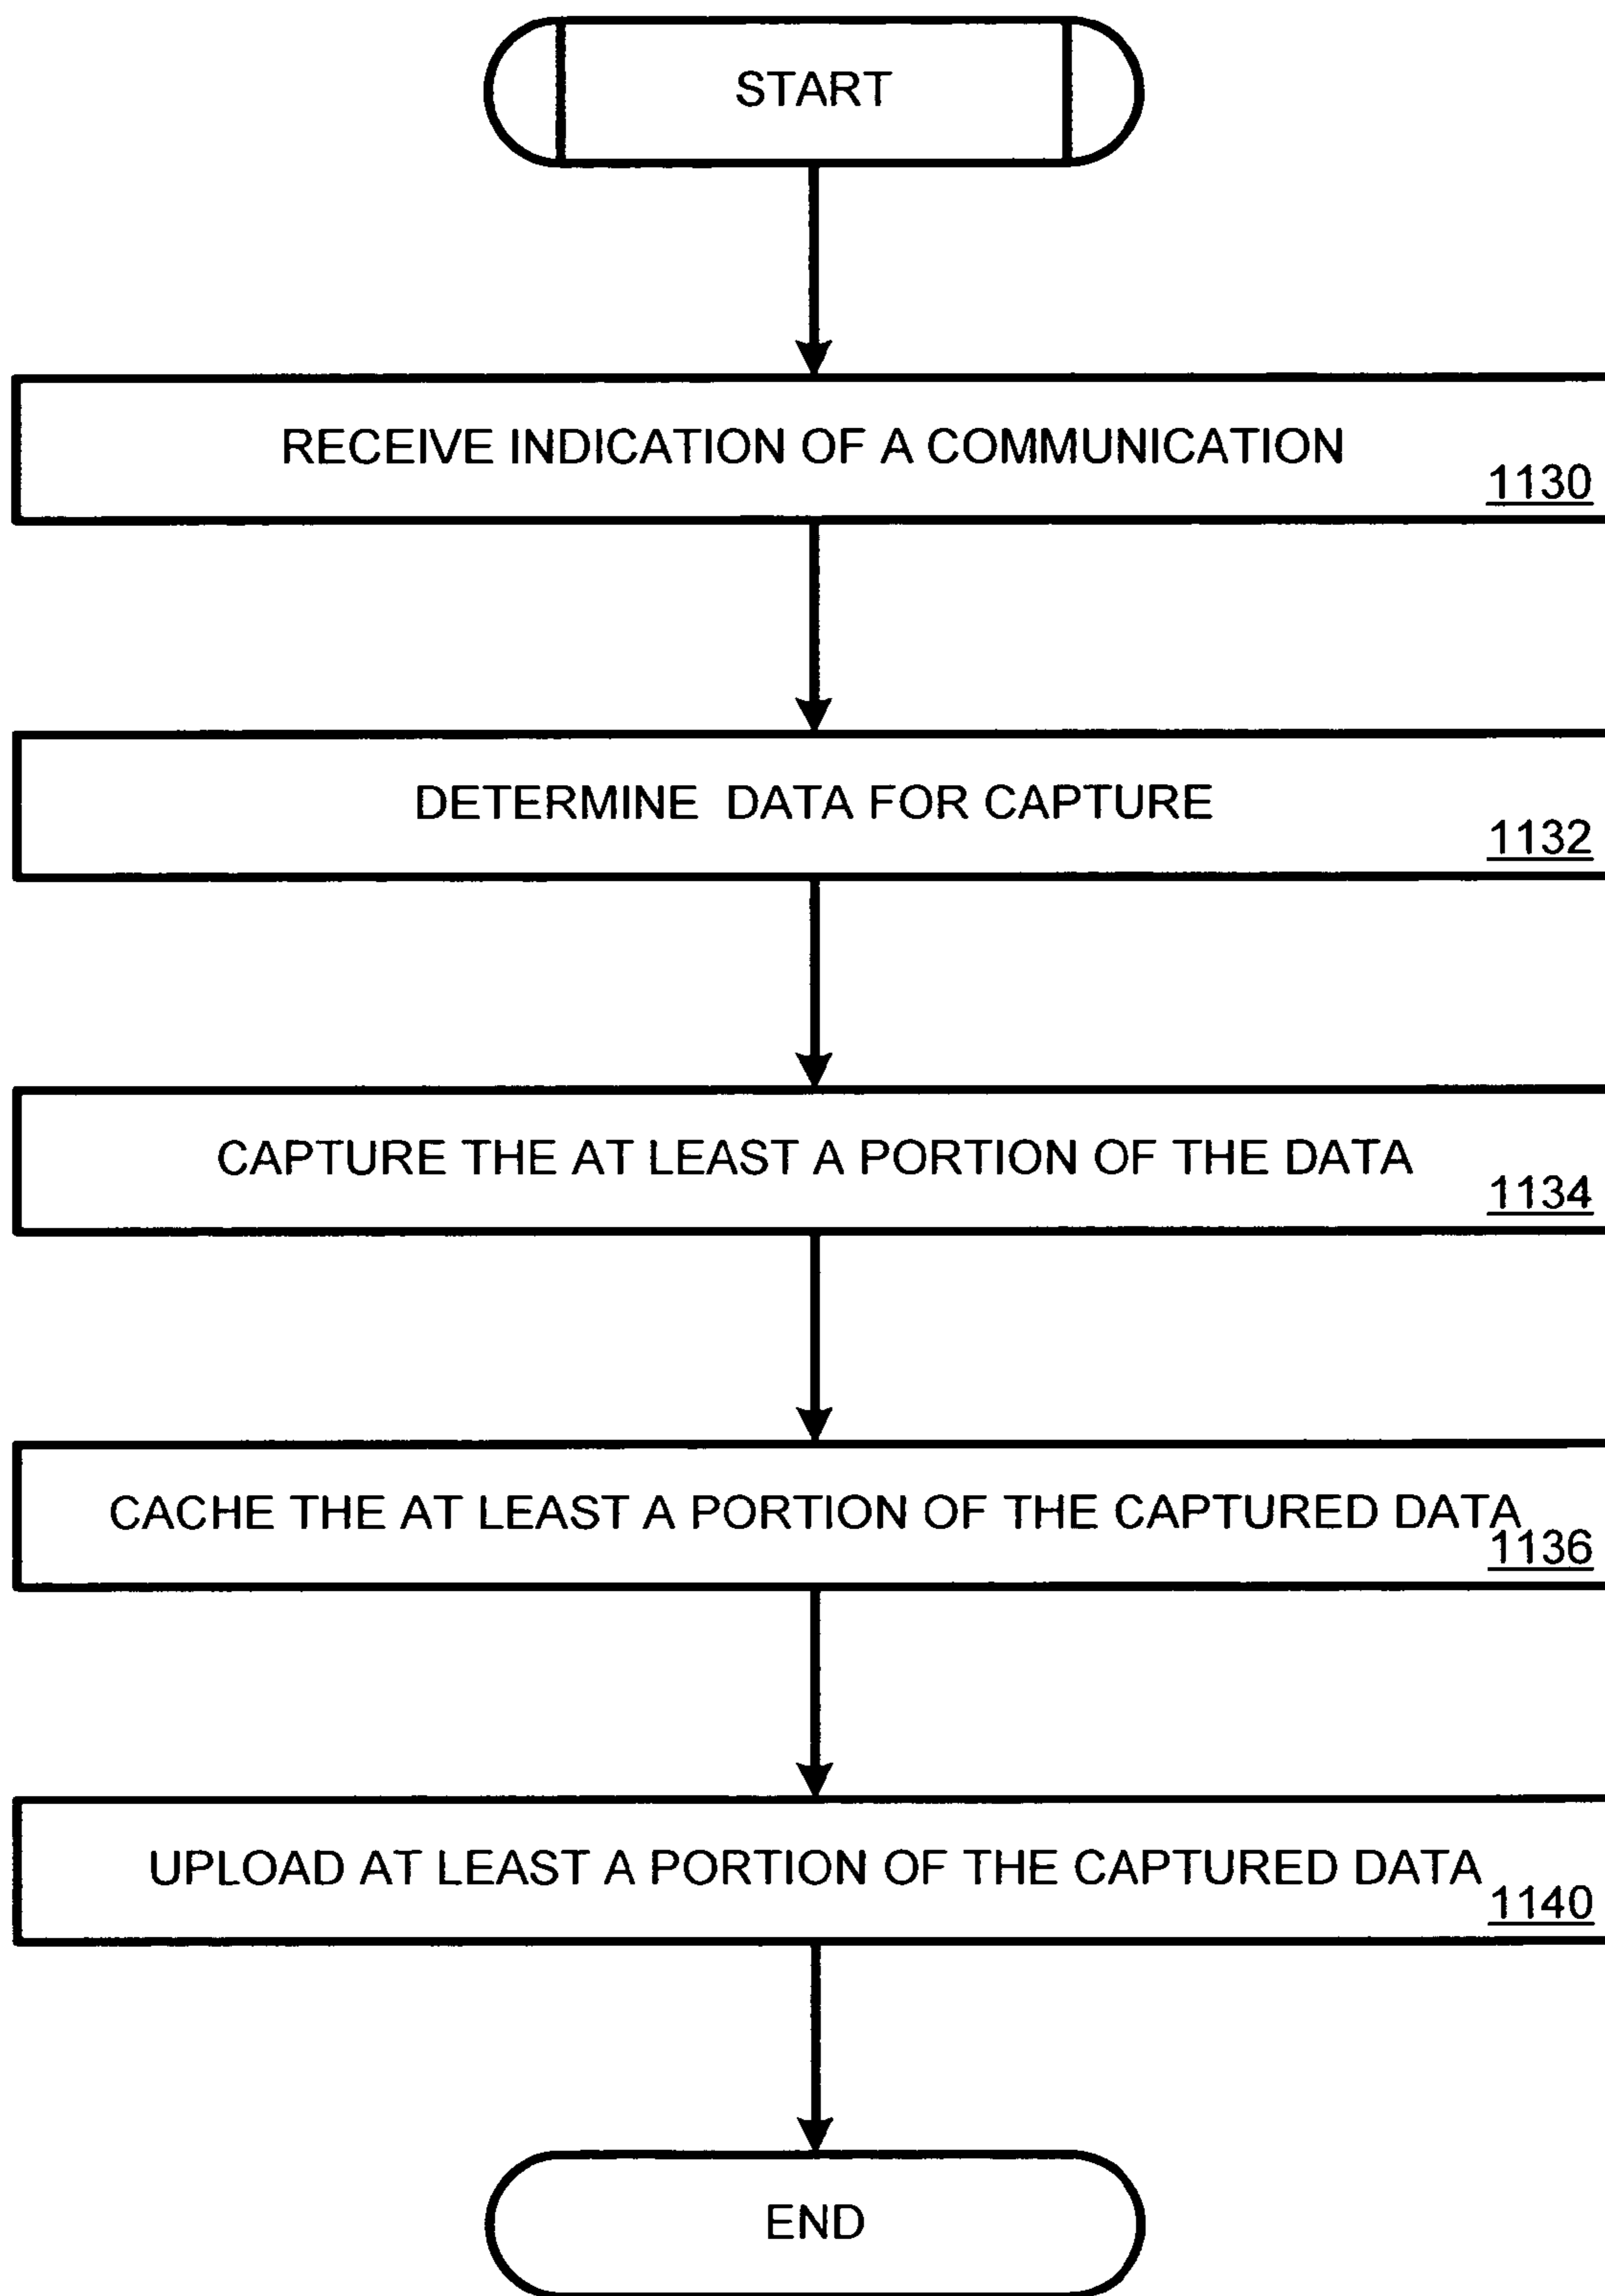 START
RECEIVE INDICATION OF A COMMUNICATION
1130
DETERMINE DATA FOR CAPTURE
1132
CAPTURE THE AT LEAST A PORTION OF THE DATA
1134
CACHE THE AT LEAST A PORTION OF THE CAPTURED DATA
1136
UPLOAD AT LEAST A PORTION OF THE CAPTURED DATA
1140
END